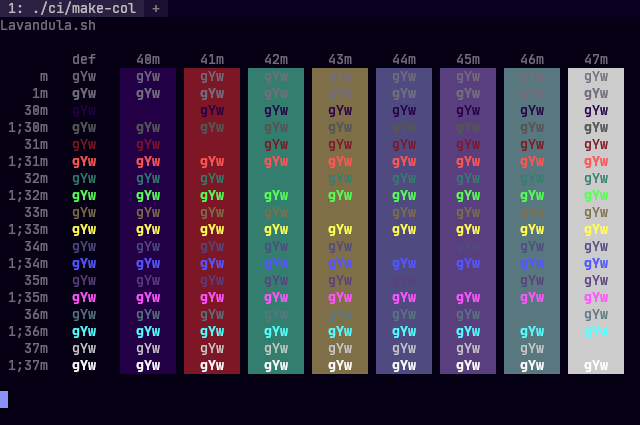 1: ./ci/make-col +
Lavandula.sh
def 40m 41m 42m 43m 44m 45m 46m 47m
m gYw gYw gYw gYw gYw gYw gYw gYw gYw
1m gYw gYw gYw gYw gYw gYw gYw gYw gYw
30m gYw gYw gYw gYw gYw gYw gYw gYw
1;30m gYw gYw gYw gYw gYw gYw gYw gYw gYw
31m gYw gYw gYw gYw gYw gYw gYw gYw
1;31m gYw gYw gYw gYw gYw gYw gYw gYw gYw
32m gYw gYw gYw gYw gYw gYw gYw gYw
1;32m gYw gYw gYw gYw gYw gYw gYw gYw gYw
33m gYw gYw gYw gYw gYw gYw gYw gYw
1;33m gYw gYw gYw gYw gYw gYw gYw gYw gYw
34m gYw gYw gYw gYw gYw gYw gYw gYw
1;34m gYw gYw gYw gYw gYw gYw gYw gYw gYw
35m gYw gYw gYw gYw gYw gYw gYw gYw
1;35m gYw gYw gYw gYw gYw gYw gYw gYw gYw
36m gYw gYw gYw gYw gYw gYw gYw gYw
1;36m gYw gYw gYw gYw gYw gYw gYw gYw gYw
37m gYw gYw gYw gYw gYw gYw gYw gYw
1;37m gYw gYw gYw gYw gYw gYw gYw gYw gYw